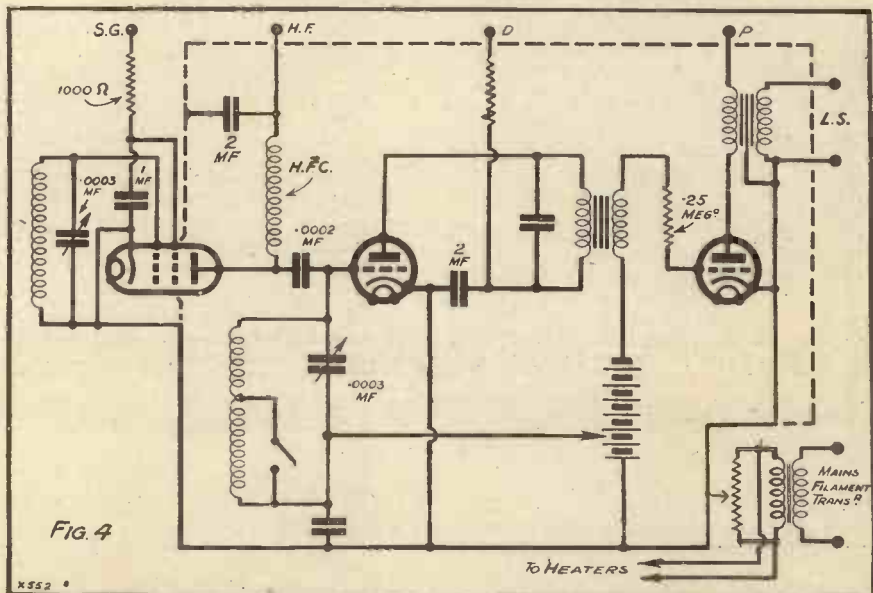 S.G.
H.F.
D
P
1000 Ω
2
MF
H.F.C.
L.S.
.0003
MF
1
MF
.0002
MF
2
MF
.25
MEGᴼ
.0003
MF
MAINS
FILAMENT
TRANSᴿ.
FIG. 4
TO HEATERS
X552